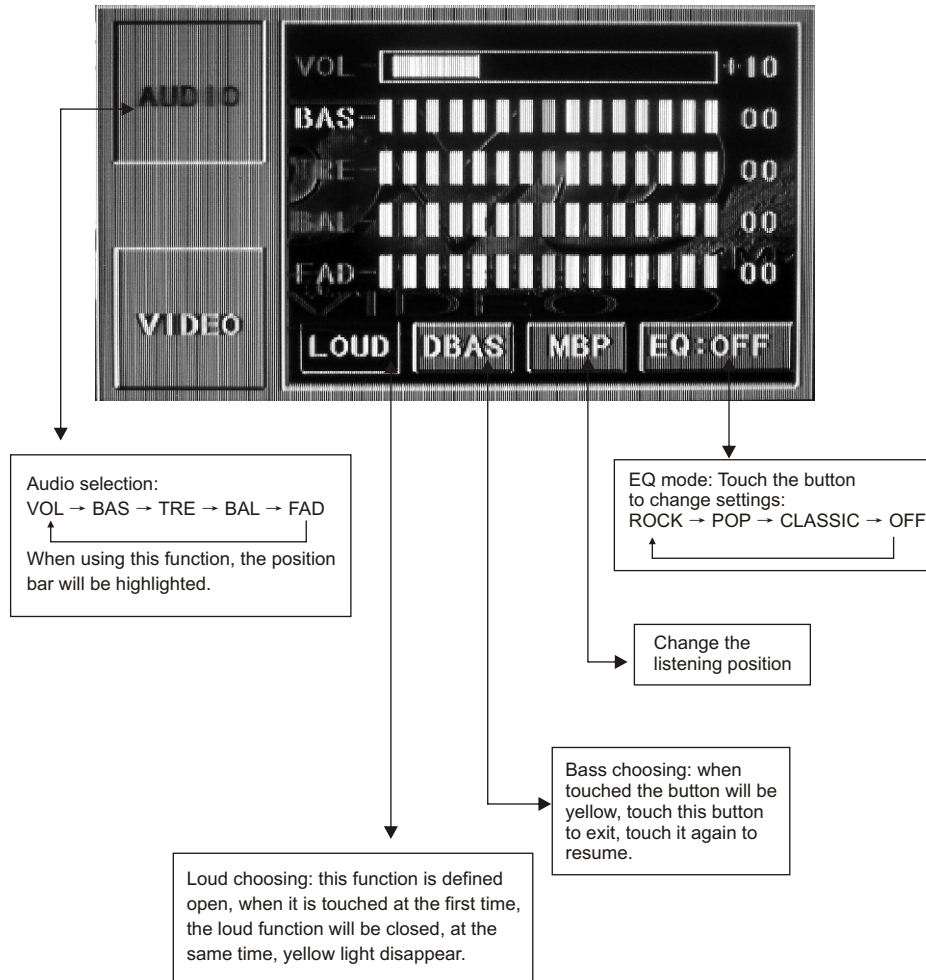 AUDIO
VIDEO
VOL +10
BAS 00
TRE 00
BAL 00
FAD 00
LOUD DBAS MBP EQ:OFF
Audio selection:
VOL → BAS → TRE → BAL → FAD
When using this function, the position
bar will be highlighted.
EQ mode: Touch the button
to change settings:
ROCK → POP → CLASSIC → OFF
Change the
listening position
Bass choosing: when
touched the button will be
yellow, touch this button
to exit, touch it again to
resume.
Loud choosing: this function is defined
open, when it is touched at the first time,
the loud function will be closed, at the
same time, yellow light disappear.